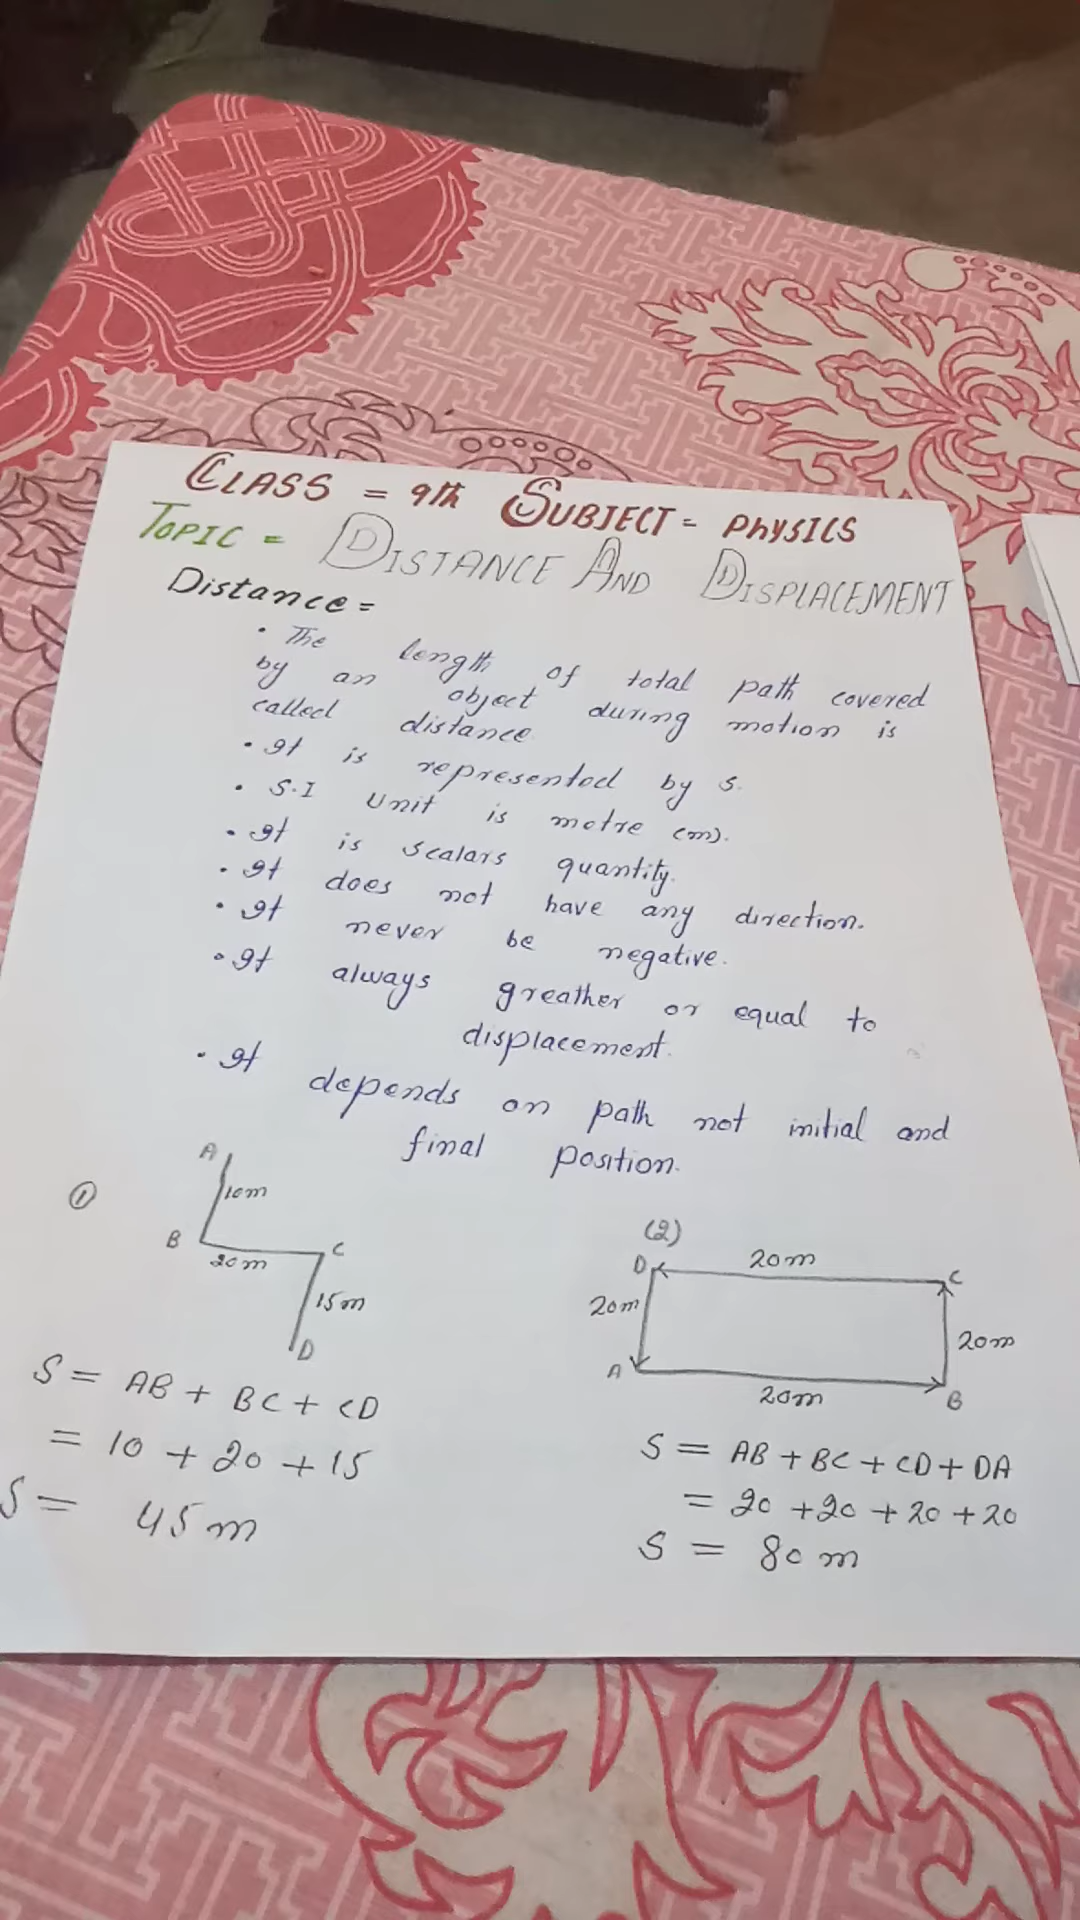 CLASS = 9th SUBJECT = PHYSICS
TOPIC = DISTANCE AND DISPLACEMENT
Distance =
• The length of total path covered
by an object during motion is
called distance.
• It is represented by s.
• S.I Unit is metre (m).
• It is scalars quantity.
• It does not have any direction.
• It never be negative.
• It always greather or equal to
displacement.
• It depends on path not initial and
final position.
①
A
10m
B
20m
C
15m
D
S = AB + BC + CD
= 10 + 20 + 15
S = 45 m
(2)
D
20m
C
20m
20m
A
20m
B
S = AB + BC + CD + DA
= 20 + 20 + 20 + 20
S = 80 m